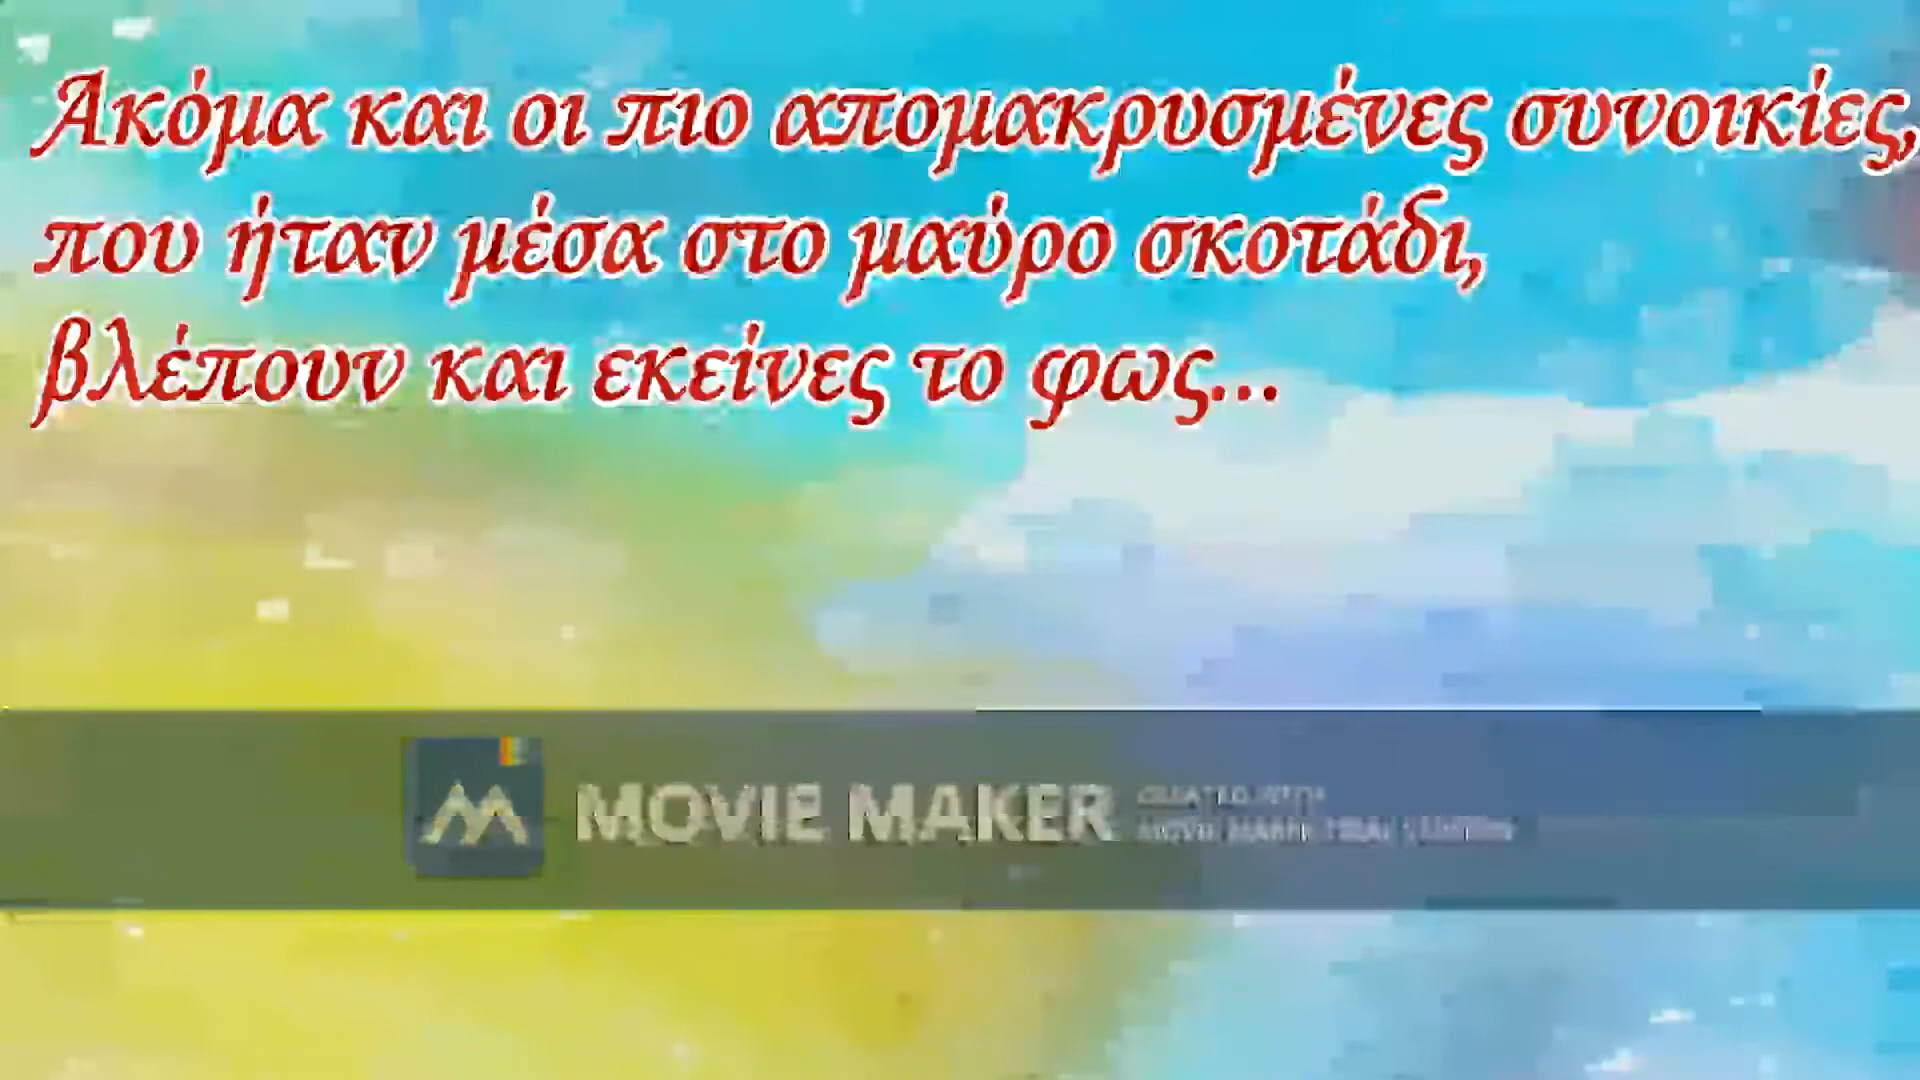 Ακόμα και οι πιο απομακρυσμένες συνοικίες,
που ήταν μέσα στο μαύρο σκοτάδι,
βλέπουν και εκείνες το φως...
MOVIE MAKER